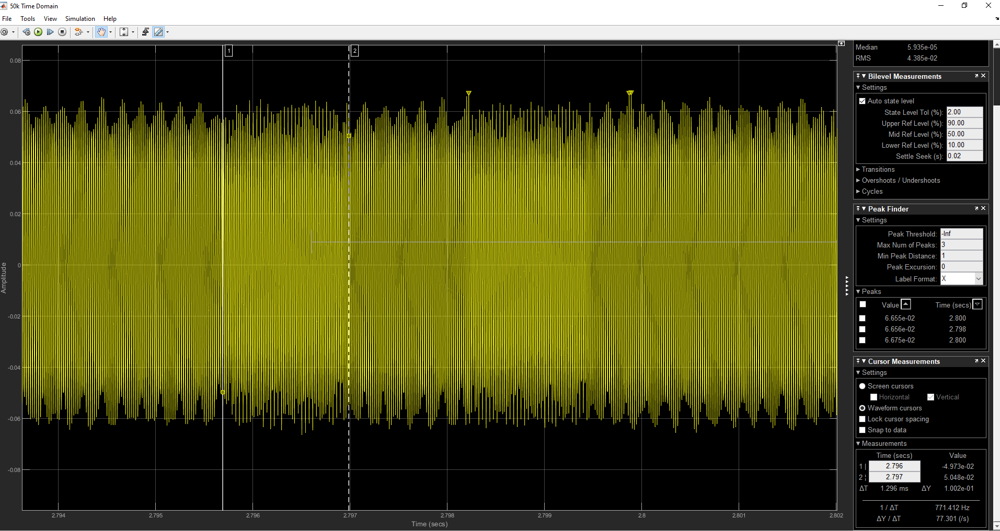 50k Time Domain
File Tools View Simulation Help
1
2
0.08
0.06
0.04
0.02
0
-0.02
-0.04
-0.06
-0.08
Amplitude
2.794 2.795 2.796 2.797 2.798 2.799 2.8 2.801 2.802
Time (secs)
Median 5.935e-05
RMS 4.385e-02
Bilevel Measurements
Settings
Auto state level
State Level Tol (%): 2.00
Upper Ref Level (%): 90.00
Mid Ref Level (%): 50.00
Lower Ref Level (%): 10.00
Settle Seek (s): 0.02
Transitions
Overshoots / Undershoots
Cycles
Peak Finder
Settings
Peak Threshold: -Inf
Max Num of Peaks: 3
Min Peak Distance: 1
Peak Excursion: 0
Label Format: X
Peaks
Value Time (secs)
6.655e-02 2.800
6.656e-02 2.798
6.675e-02 2.800
Cursor Measurements
Settings
Screen cursors
Horizontal Vertical
Waveform cursors
Lock cursor spacing
Snap to data
Measurements
Time (secs) Value
1 | 2.796 -4.973e-02
2 ¦ 2.797 5.048e-02
ΔT 1.296 ms ΔY 1.002e-01
1 / ΔT 771.412 Hz
ΔY / ΔT 77.301 (/s)